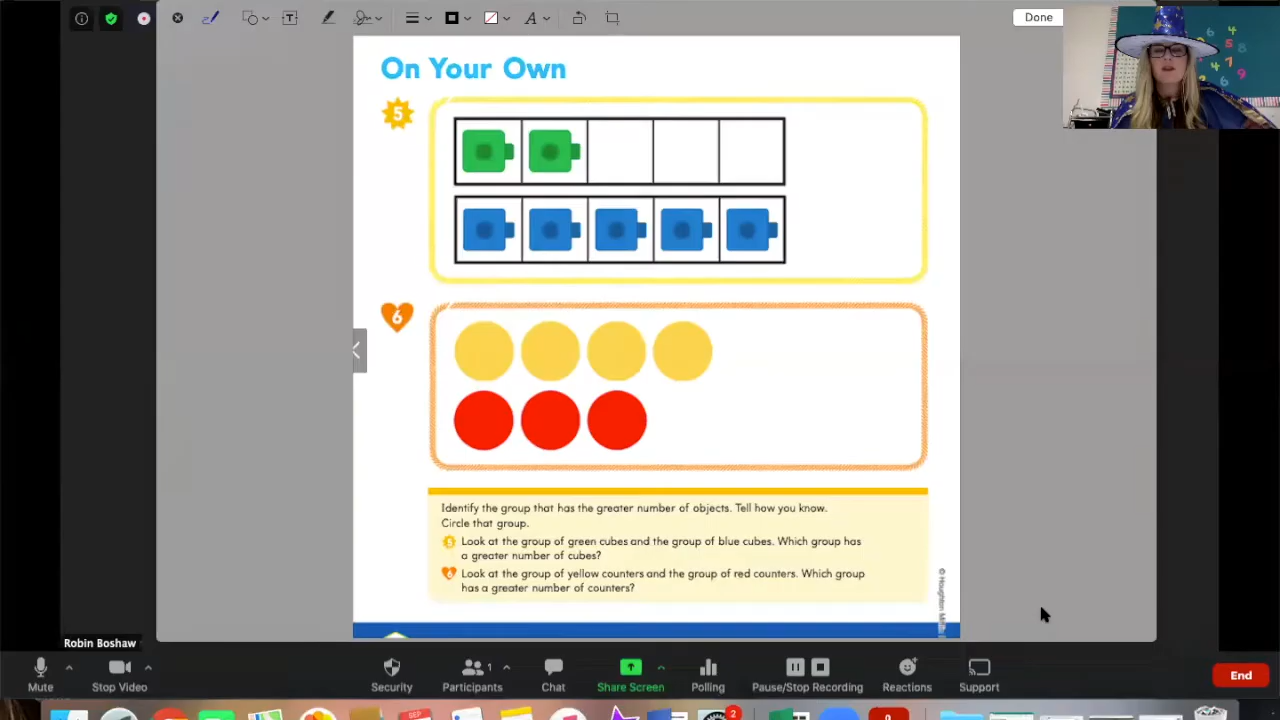 Done
On Your Own
5
6
Identify the group that has the greater number of objects. Tell how you know.
Circle that group.
5 Look at the group of green cubes and the group of blue cubes. Which group has
a greater number of cubes?
6 Look at the group of yellow counters and the group of red counters. Which group
has a greater number of counters?
Robin Boshaw
Mute
Stop Video
Security
Participants
1
Chat
Share Screen
Polling
Pause/Stop Recording
Reactions
Support
End
SEP
2